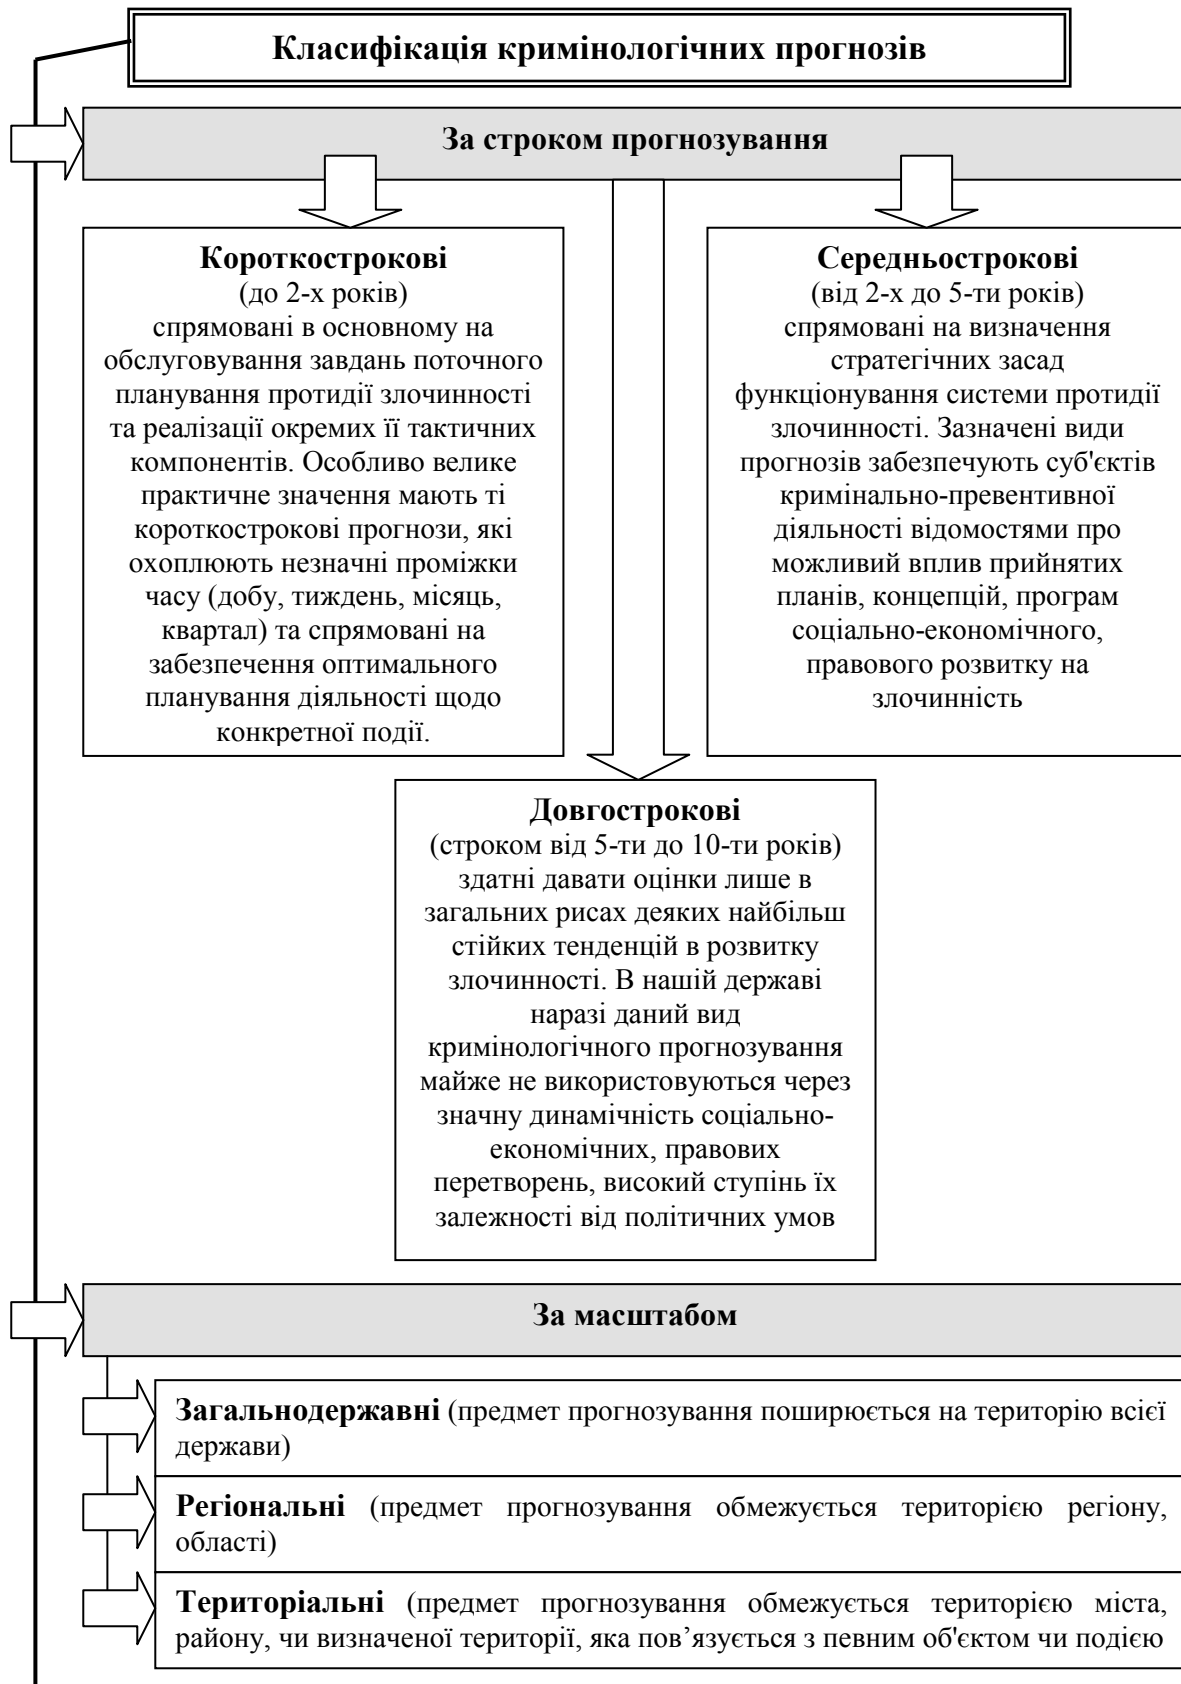 Класифікація кримінологічних прогнозів
За строком прогнозування
Короткострокові
(до 2-х років)
спрямовані в основному на
обслуговування завдань поточного
планування протидії злочинності
та реалізації окремих її тактичних
компонентів. Особливо велике
практичне значення мають ті
короткострокові прогнози, які
охоплюють незначні проміжки
часу (добу, тиждень, місяць,
квартал) та спрямовані на
забезпечення оптимального
планування діяльності щодо
конкретної події.
Середньострокові
(від 2-х до 5-ти років)
спрямовані на визначення
стратегічних засад
функціонування системи протидії
злочинності. Зазначені види
прогнозів забезпечують суб'єктів
кримінально-превентивної
діяльності відомостями про
можливий вплив прийнятих
планів, концепцій, програм
соціально-економічного,
правового розвитку на
злочинність
Довгострокові
(строком від 5-ти до 10-ти років)
здатні давати оцінки лише в
загальних рисах деяких найбільш
стійких тенденцій в розвитку
злочинності. В нашій державі
наразі даний вид
кримінологічного прогнозування
майже не використовуються через
значну динамічність соціально-
економічних, правових
перетворень, високий ступінь їх
залежності від політичних умов
За масштабом
Загальнодержавні (предмет прогнозування поширюється на територію всієї
держави)
Регіональні (предмет прогнозування обмежується територією регіону,
області)
Територіальні (предмет прогнозування обмежується територією міста,
району, чи визначеної території, яка пов’язується з певним об'єктом чи подією